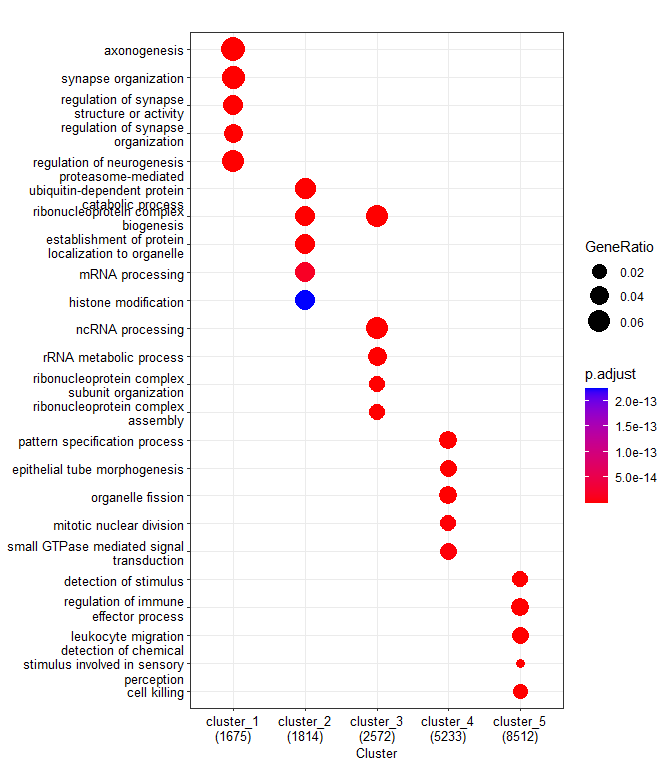 axonogenesis
synapse organization
regulation of synapse
structure or activity
regulation of synapse
organization
regulation of neurogenesis
proteasome-mediated
ubiquitin-dependent protein
catabolic process
ribonucleoprotein complex
biogenesis
establishment of protein
localization to organelle
mRNA processing
histone modification
ncRNA processing
rRNA metabolic process
ribonucleoprotein complex
subunit organization
ribonucleoprotein complex
assembly
pattern specification process
epithelial tube morphogenesis
organelle fission
mitotic nuclear division
small GTPase mediated signal
transduction
detection of stimulus
regulation of immune
effector process
leukocyte migration
detection of chemical
stimulus involved in sensory
perception
cell killing
cluster_1 cluster_2 cluster_3 cluster_4 cluster_5
(1675) (1814) (2572) (5233) (8512)
Cluster
GeneRatio
0.02
0.04
0.06
p.adjust
2.0e-13
1.5e-13
1.0e-13
5.0e-14